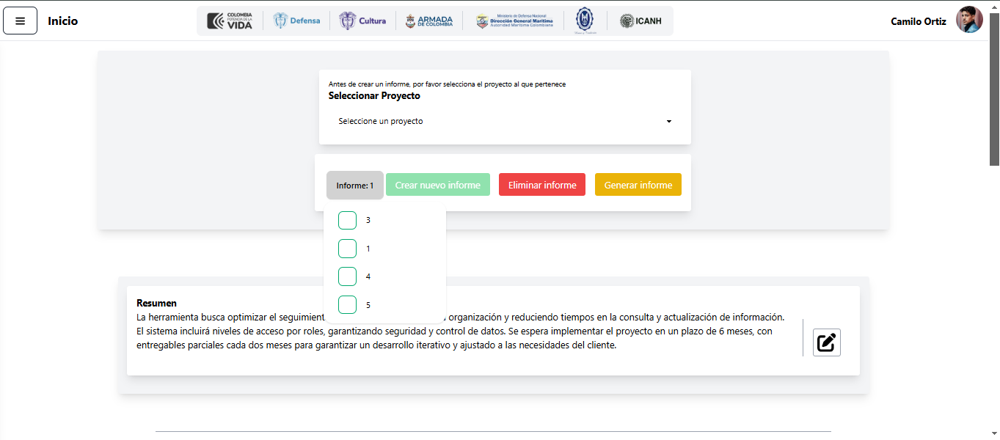 Inicio
COLOMBIA
POTENCIA DE LA
VIDA
Defensa
Cultura
ARMADA
DE COLOMBIA
Ministerio de Defensa Nacional
Dirección General Marítima
Autoridad Marítima Colombiana
ICANH
Camilo Ortiz
Antes de crear un informe, por favor selecciona el proyecto al que pertenece
Seleccionar Proyecto
Seleccione un proyecto
Informe: 1
Crear nuevo informe
Eliminar informe
Generar informe
3
1
4
5
Resumen
La herramienta busca optimizar el seguimient organización y reduciendo tiempos en la consulta y actualización de información.
El sistema incluirá niveles de acceso por roles, garantizando seguridad y control de datos. Se espera implementar el proyecto en un plazo de 6 meses, con
entregables parciales cada dos meses para garantizar un desarrollo iterativo y ajustado a las necesidades del cliente.